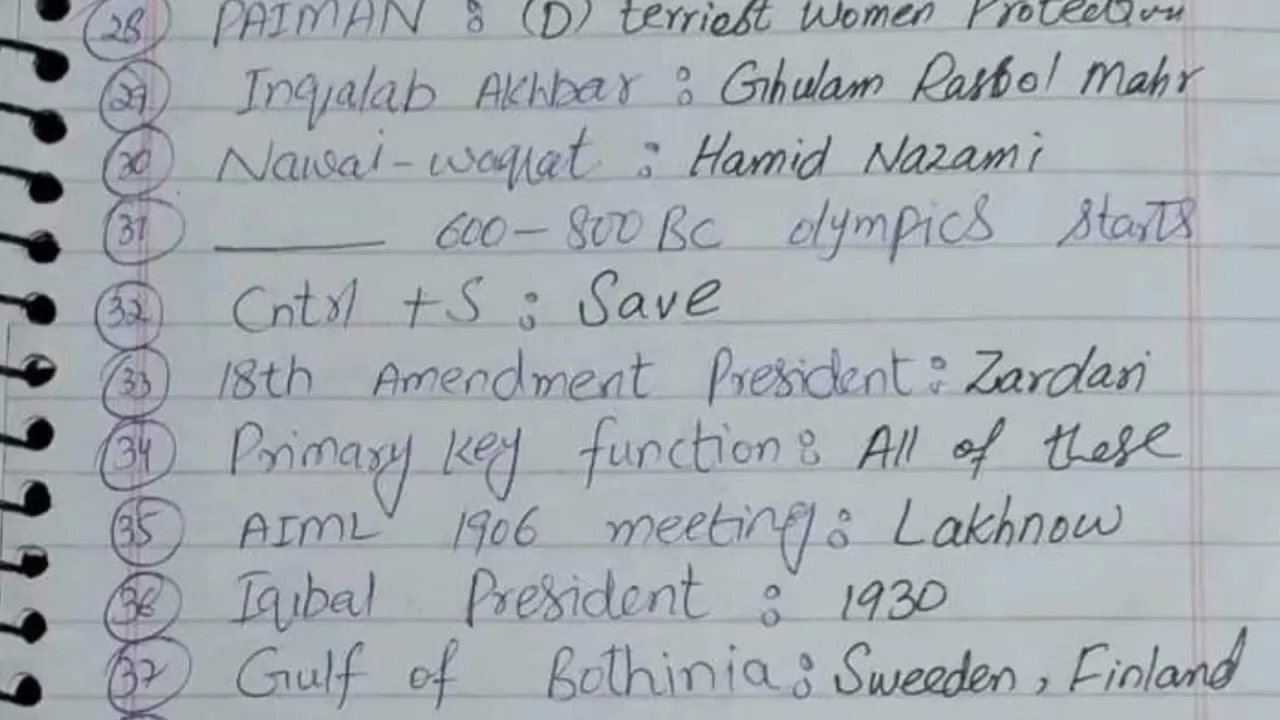 28 PAIMAN : (D) terriest Women Protection
29 Inqalab Akhbar : Ghulam Rasool Mahr
30 Nawai-waqat : Hamid Nazami
31 ______ 600-800 BC olympics starts
32 Cntrl +S : Save
33 18th Amendment President : Zardari
34 Primary key function : All of these
35 AIML 1906 meeting : Lakhnow
36 Iqbal President : 1930
37 Gulf of Bothinia : Sweeden, Finland